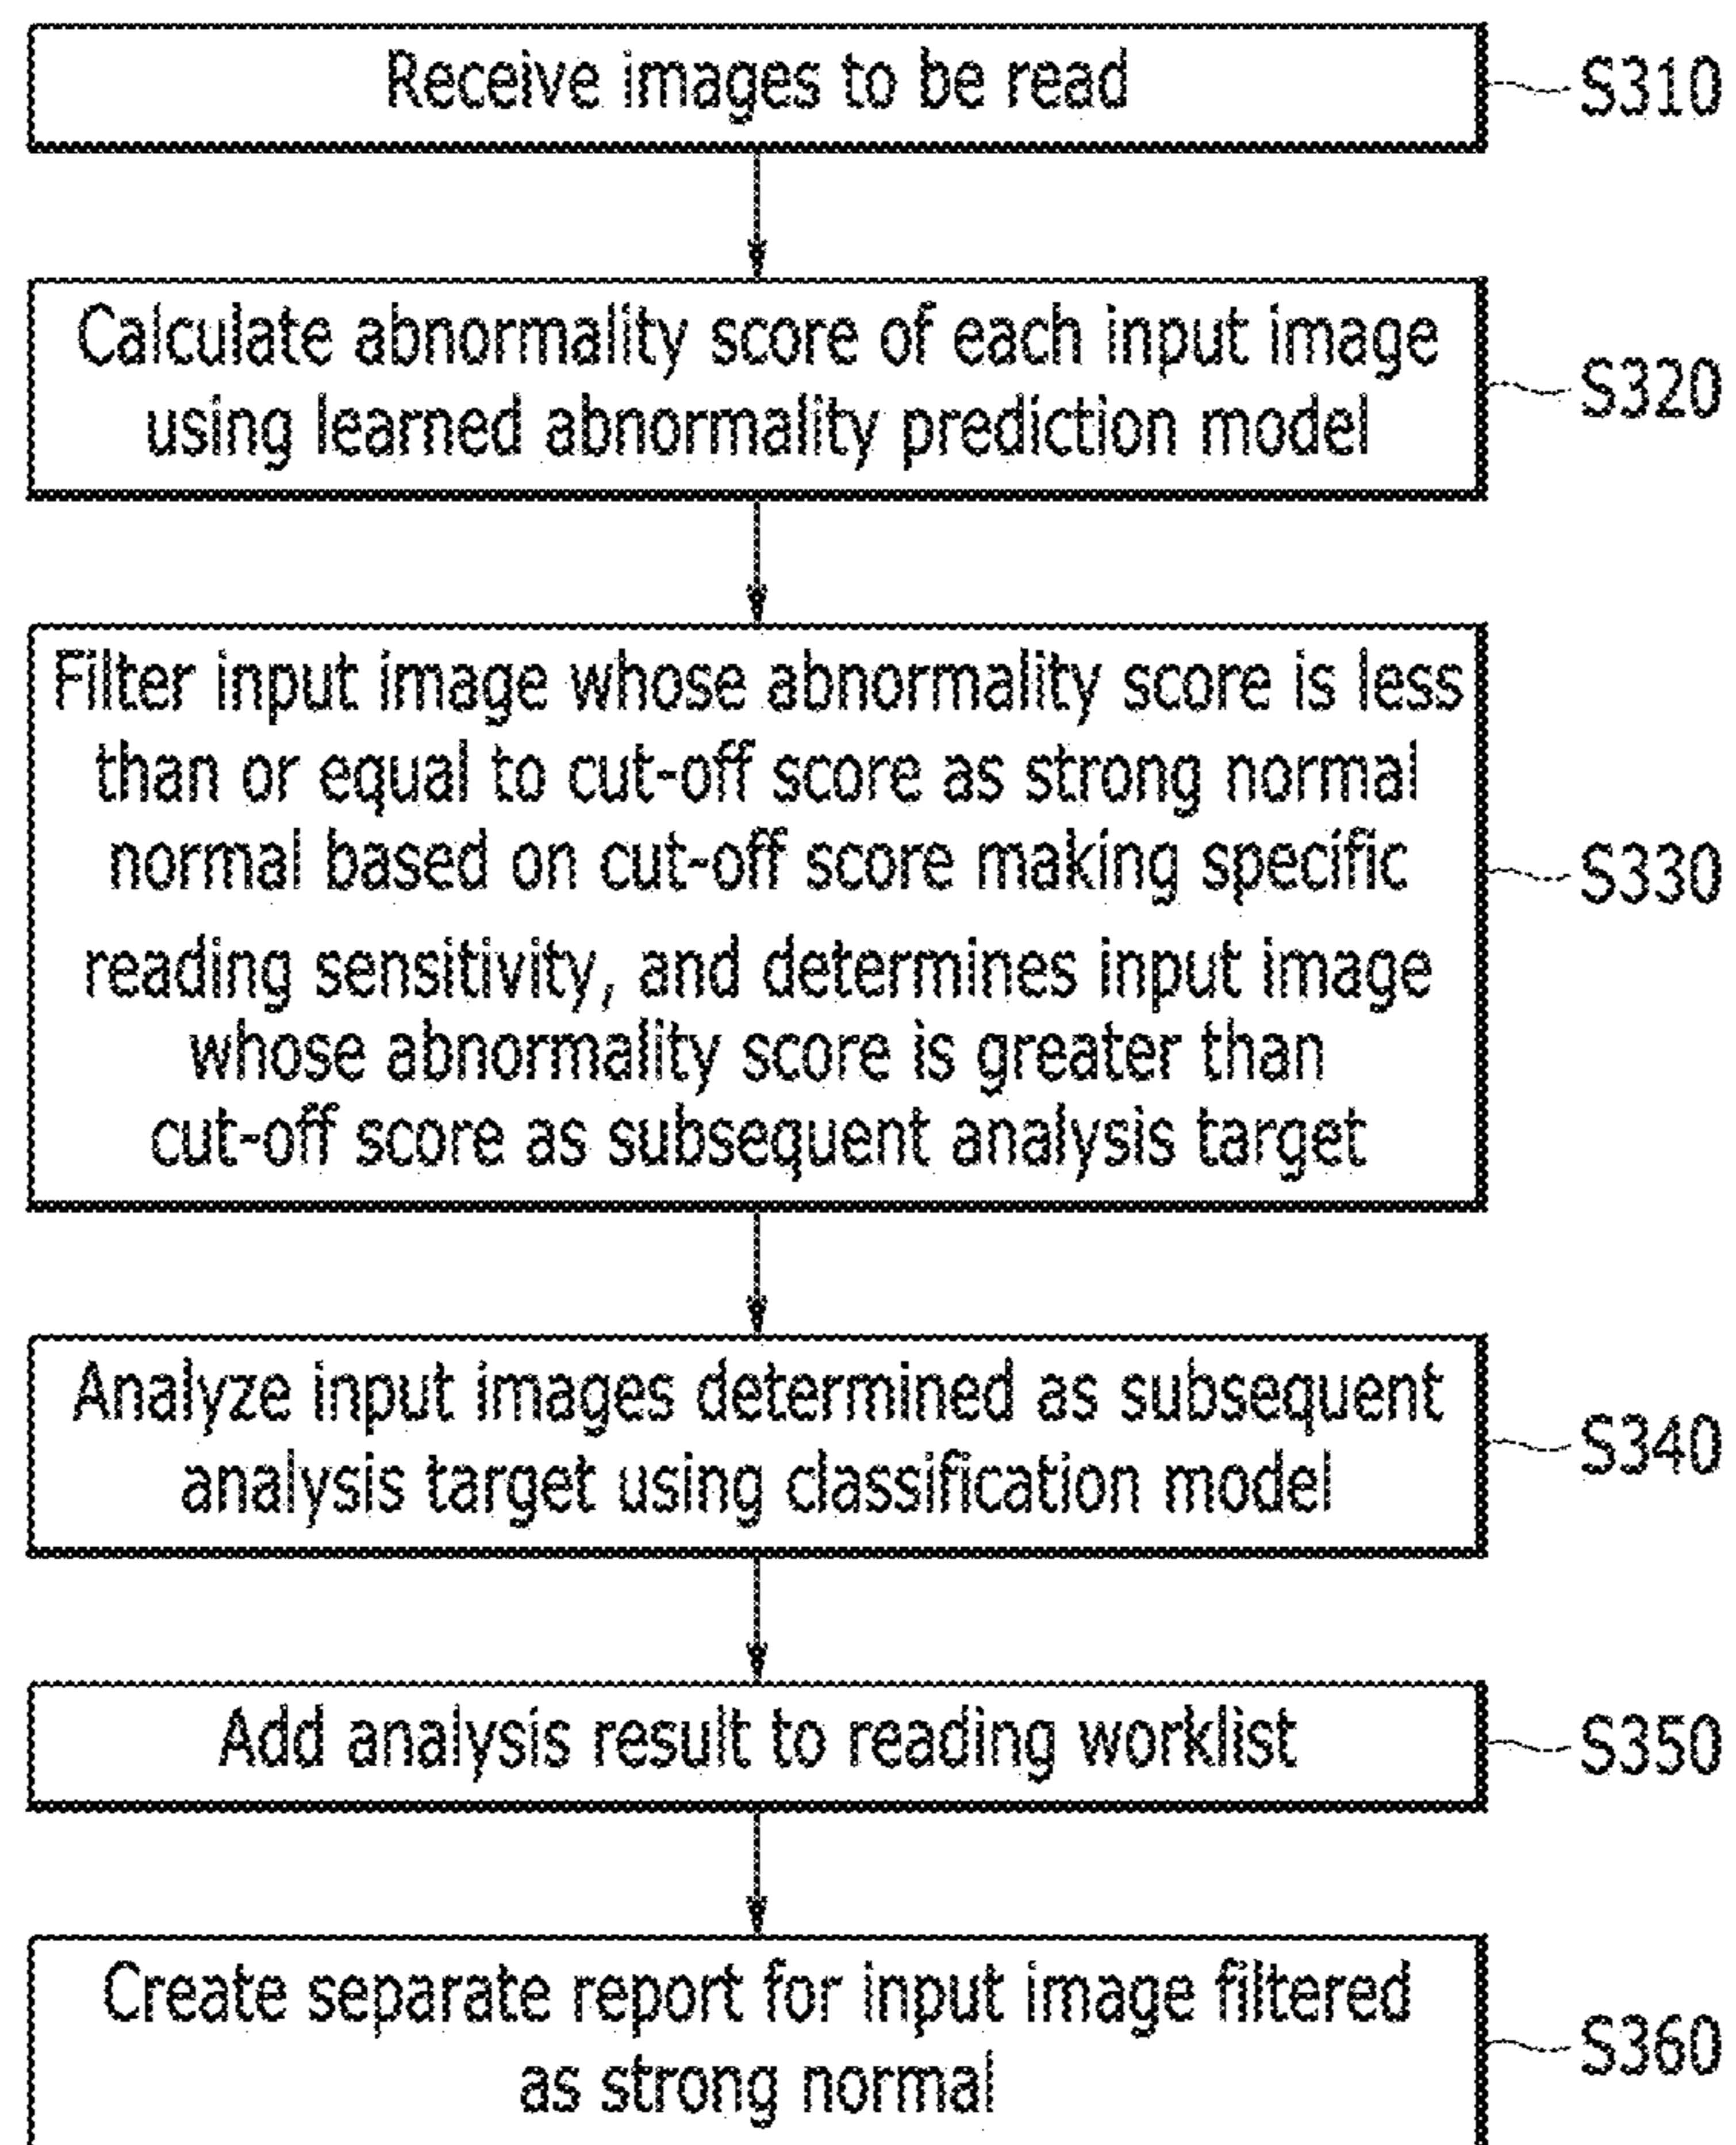 Receive images to be read
S310
Calculate abnormality score of each input image
using learned abnormality prediction model
S320
Filter input image whose abnormality score is less
than or equal to cut-off score as strong normal
normal based on cut-off score making specific
reading sensitivity, and determines input image
whose abnormality score is greater than
cut-off score as subsequent analysis target
S330
Analyze input images determined as subsequent
analysis target using classification model
S340
Add analysis result to reading worklist
S350
Create separate report for input image filtered
as strong normal
S360